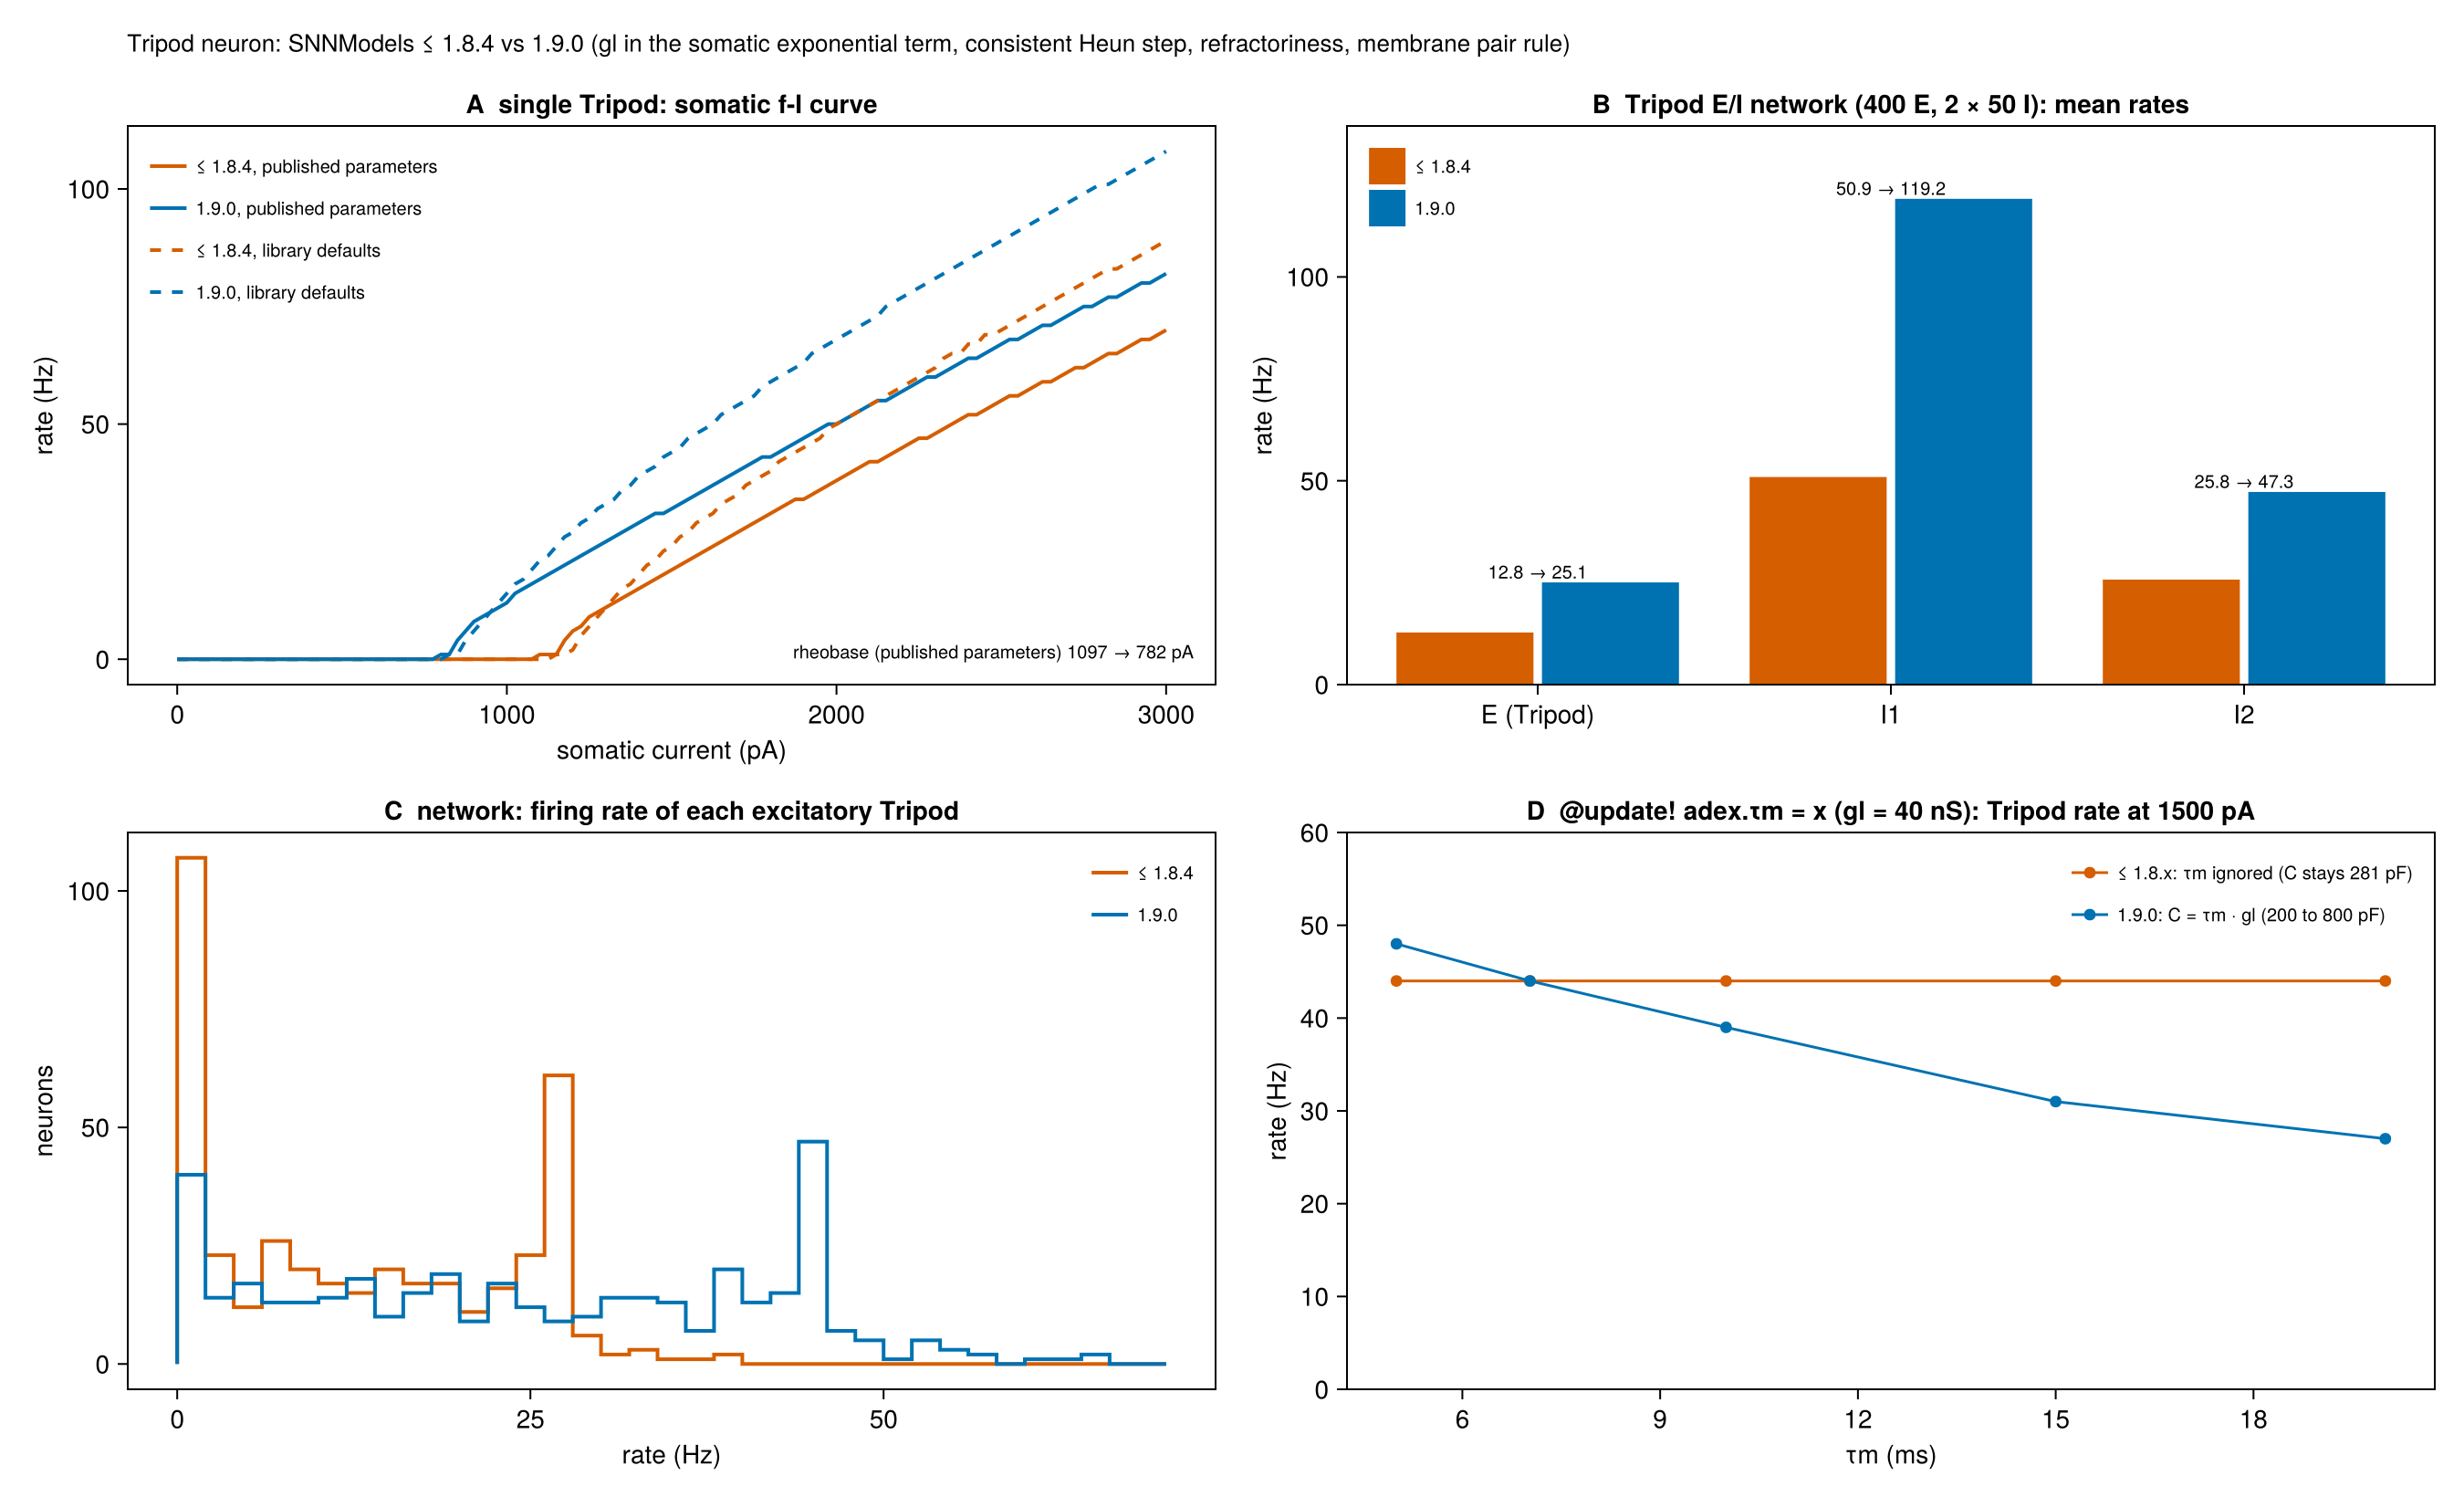 Tripod neuron: SNNModels ≤ 1.8.4 vs 1.9.0 (gl in the somatic exponential term, consistent Heun step, refractoriness, membrane pair rule)
A single Tripod: somatic f-I curve
≤ 1.8.4, published parameters
1.9.0, published parameters
≤ 1.8.4, library defaults
1.9.0, library defaults
rheobase (published parameters) 1097 → 782 pA
rate (Hz)
100
50
0
0 1000 2000 3000
somatic current (pA)
B Tripod E/I network (400 E, 2 × 50 I): mean rates
≤ 1.8.4
1.9.0
50.9 → 119.2
25.8 → 47.3
12.8 → 25.1
rate (Hz)
100
50
0
E (Tripod) I1 I2
C network: firing rate of each excitatory Tripod
≤ 1.8.4
1.9.0
neurons
100
50
0
0 25 50
rate (Hz)
D @update! adex.τm = x (gl = 40 nS): Tripod rate at 1500 pA
≤ 1.8.x: τm ignored (C stays 281 pF)
1.9.0: C = τm · gl (200 to 800 pF)
rate (Hz)
60
50
40
30
20
10
0
6 9 12 15 18
τm (ms)